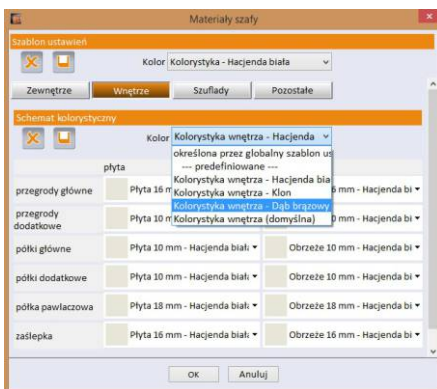 Materiały szafy
Szablon ustawień
Kolor Kolorystyka - Hacjenda biała
Zewnętrze Wnętrze Szuflady Pozostałe
Schemat kolorystyczny
Kolor Kolorystyka wnętrza - Hacjenda
określona przez globalny szablon us
płyta --- predefiniowane ---
Kolorystyka wnętrza - Hacjenda bia
przegrody główne Płyta 16 m 6 mm - Hacjenda bi
Kolorystyka wnętrza - Klon
Kolorystyka wnętrza - Dąb brązowy
przegrody
dodatkowe Płyta 10 m Kolorystyka wnętrza (domyślna) 0 mm - Hacjenda bi
półki główne Płyta 10 mm - Hacjenda biała Obrzeże 10 mm - Hacjenda bi
półki dodatkowe Płyta 10 mm - Hacjenda biała Obrzeże 10 mm - Hacjenda bi
półka pawlaczowa Płyta 18 mm - Hacjenda biała Obrzeże 18 mm - Hacjenda bi
zaślepka Płyta 16 mm - Hacjenda biała Obrzeże 16 mm - Hacjenda bi
OK Anuluj